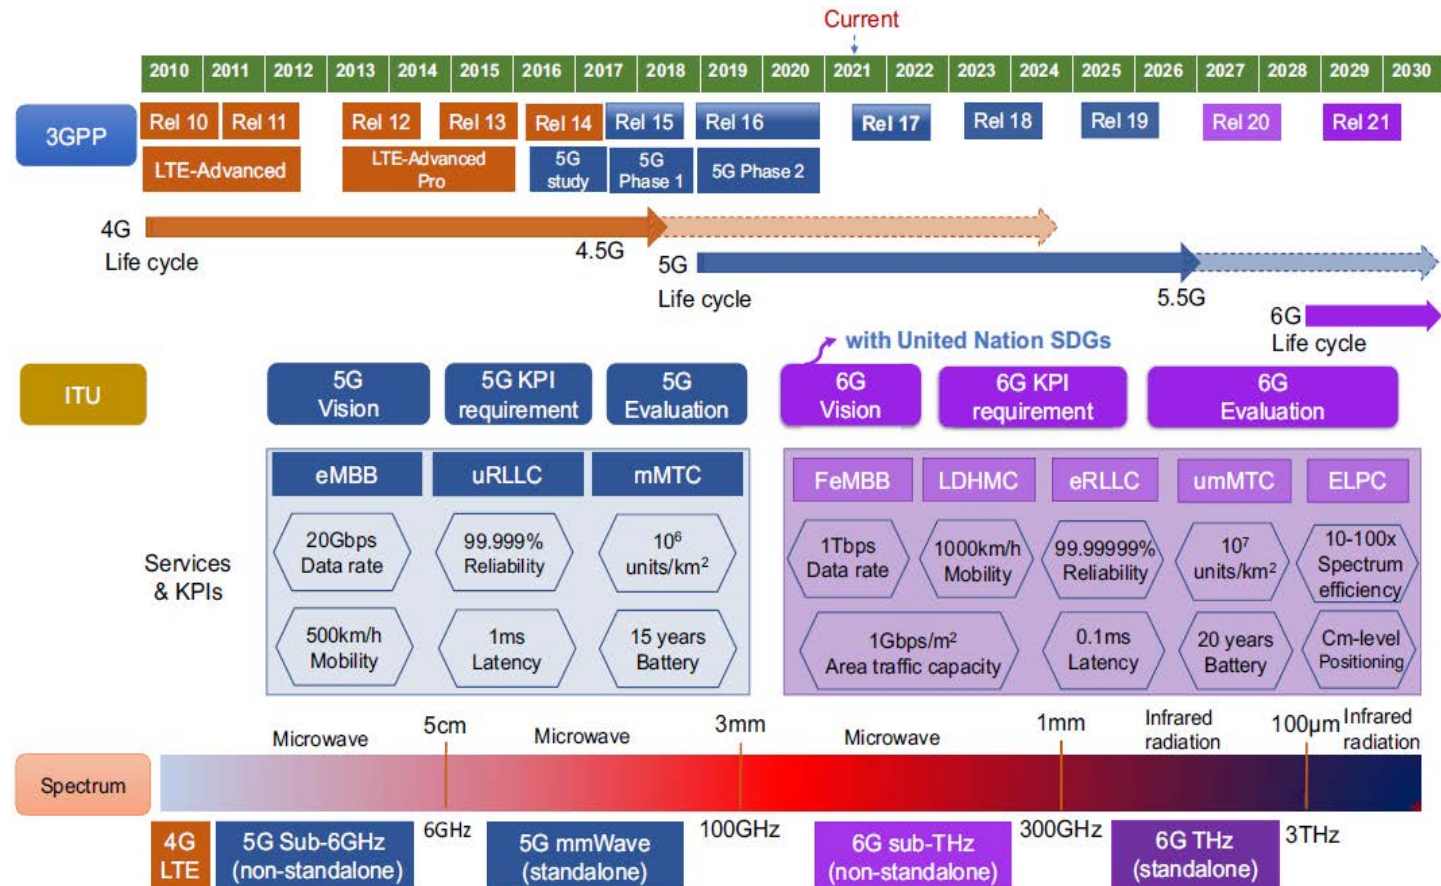 Current
2010 2011 2012 2013 2014 2015 2016 2017 2018 2019 2020 2021 2022 2023 2024 2025 2026 2027 2028 2029 2030
3GPP
Rel 10 Rel 11 Rel 12 Rel 13 Rel 14 Rel 15 Rel 16 Rel 17 Rel 18 Rel 19 Rel 20 Rel 21
LTE-Advanced
LTE-Advanced
Pro
5G
study
5G
Phase 1
5G Phase 2
4G
Life cycle
4.5G
5G
Life cycle
5.5G
6G
Life cycle
with United Nation SDGs
ITU
5G
Vision
5G KPI
requirement
5G
Evaluation
6G
Vision
6G KPI
requirement
6G
Evaluation
Services
& KPIs
eMBB uRLLC mMTC
20Gbps
Data rate
99.999%
Reliability
10⁶
units/km²
500km/h
Mobility
1ms
Latency
15 years
Battery
FeMBB LDHMC eRLLC umMTC ELPC
1Tbps
Data rate
1000km/h
Mobility
99.99999%
Reliability
10⁷
units/km²
10-100x
Spectrum
efficiency
1Gbps/m²
Area traffic capacity
0.1ms
Latency
20 years
Battery
Cm-level
Positioning
Spectrum
Microwave 5cm Microwave 3mm Microwave 1mm
Infrared
radiation
100μm
Infrared
radiation
4G
LTE
5G Sub-6GHz
(non-standalone)
6GHz
5G mmWave
(standalone)
100GHz
6G sub-THz
(non-standalone)
300GHz
6G THz
(standalone)
3THz